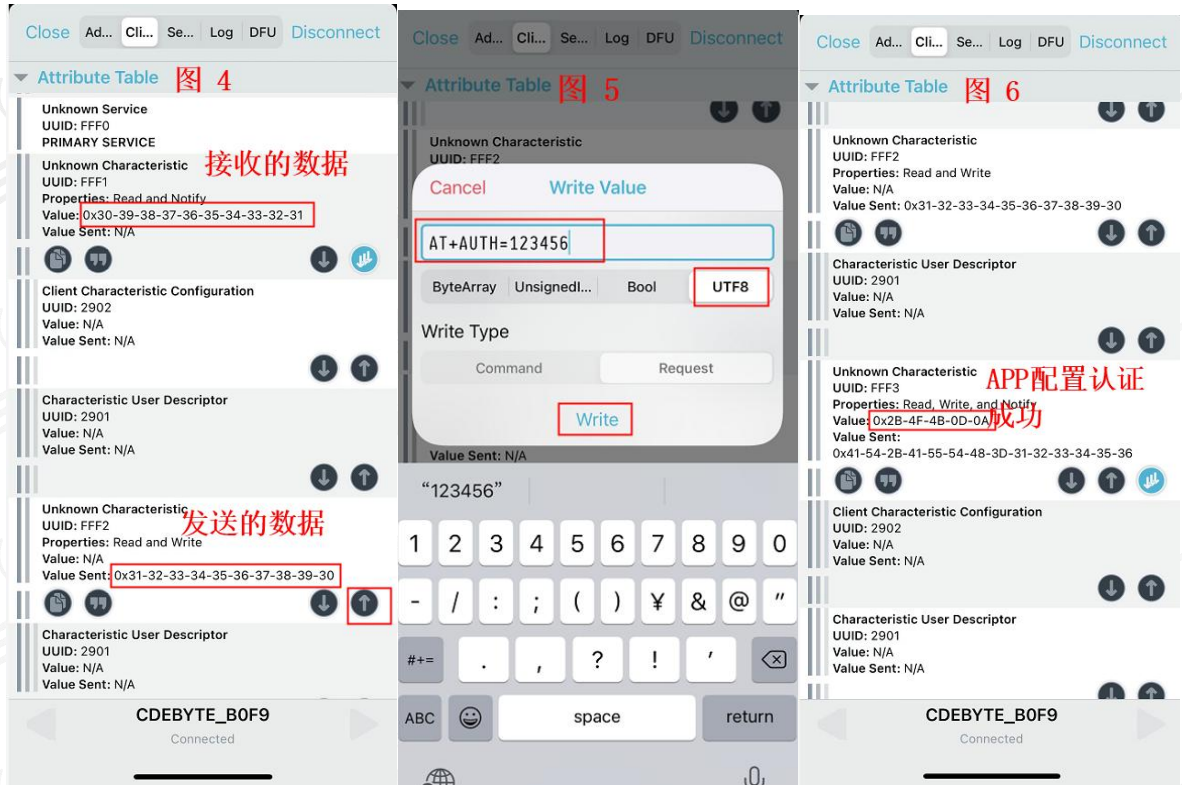 Close Ad... Cli... Se... Log DFU Disconnect
Attribute Table 图 4
Unknown Service
UUID: FFF0
PRIMARY SERVICE
Unknown Characteristic 接收的数据
UUID: FFF1
Properties: Read and Notify
Value: 0x30-39-38-37-36-35-34-33-32-31
Value Sent: N/A
Client Characteristic Configuration
UUID: 2902
Value: N/A
Value Sent: N/A
Characteristic User Descriptor
UUID: 2901
Value: N/A
Value Sent: N/A
Unknown Characteristic 发送的数据
UUID: FFF2
Properties: Read and Write
Value: N/A
Value Sent: 0x31-32-33-34-35-36-37-38-39-30
Characteristic User Descriptor
UUID: 2901
Value: N/A
Value Sent: N/A
CDEBYTE_B0F9
Connected
Close Ad... Cli... Se... Log DFU Disconnect
Attribute Table 图 5
Unknown Characteristic
UUID: FFF2
Cancel Write Value
AT+AUTH=123456
ByteArray UnsignedI... Bool UTF8
Write Type
Command Request
Write
Value Sent: N/A
“123456”
1 2 3 4 5 6 7 8 9 0
- / : ; ( ) ¥ & @ "
#+= . , ? ! ’
ABC space return
Close Ad... Cli... Se... Log DFU Disconnect
Attribute Table 图 6
Unknown Characteristic
UUID: FFF2
Properties: Read and Write
Value: N/A
Value Sent: 0x31-32-33-34-35-36-37-38-39-30
Characteristic User Descriptor
UUID: 2901
Value: N/A
Value Sent: N/A
Unknown Characteristic APP配置认证
UUID: FFF3
Properties: Read, Write, and Notify
Value: 0x2B-4F-4B-0D-0A 成功
Value Sent:
0x41-54-2B-41-55-54-48-3D-31-32-33-34-35-36
Client Characteristic Configuration
UUID: 2902
Value: N/A
Value Sent: N/A
Characteristic User Descriptor
UUID: 2901
Value: N/A
Value Sent: N/A
CDEBYTE_B0F9
Connected